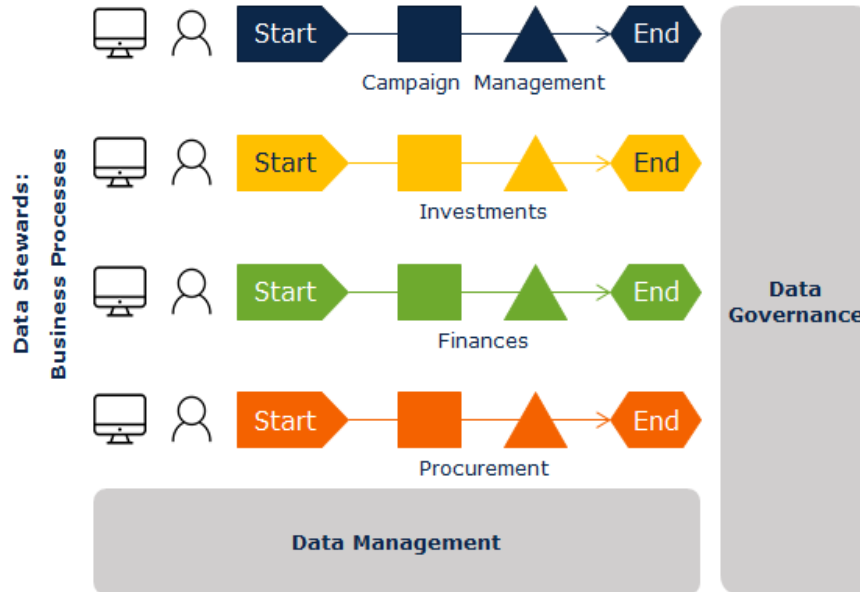 Data Stewards:
Business Processes
Start End
Campaign Management
Start End
Investments
Start End
Finances
Start End
Procurement
Data Management
Data
Governance